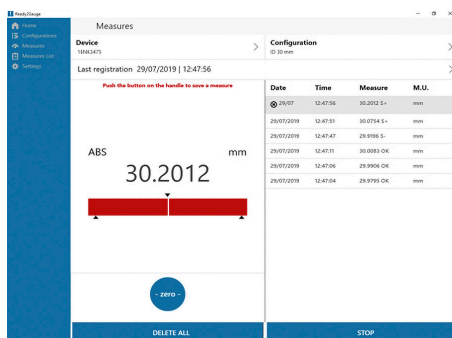 Ready2Gauge
Home
Configurations
Measures
Measures List
Settings
Measures
Device
16NK3475
Configuration
ID 30 mm
Last registration 29/07/2019 | 12:47:56
Push the button on the handle to save a measure
ABS mm
30.2012
- zero -
DELETE ALL
Date Time Measure M.U.
29/07 12:47:56 30.2012 S+ mm
29/07/2019 12:47:51 30.0754 S+ mm
29/07/2019 12:47:47 29.9196 S- mm
29/07/2019 12:47:11 30.0083 OK mm
29/07/2019 12:47:06 29.9906 OK mm
29/07/2019 12:47:04 29.9795 OK mm
STOP